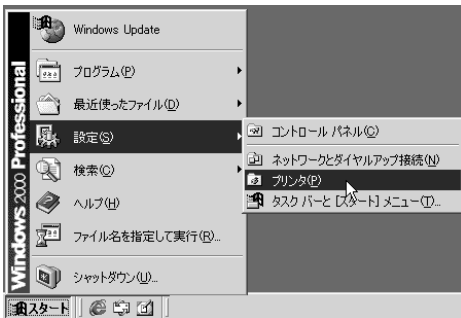 Windows Update
プログラム(P)
最近使ったファイル(D)
設定(S)
検索(C)
ヘルプ(H)
ファイル名を指定して実行(R)...
シャットダウン(U)...
コントロール パネル(C)
ネットワークとダイヤルアップ接続(N)
プリンタ(P)
タスク バーと [スタート] メニュー(T)...
Windows 2000 Professional
スタート